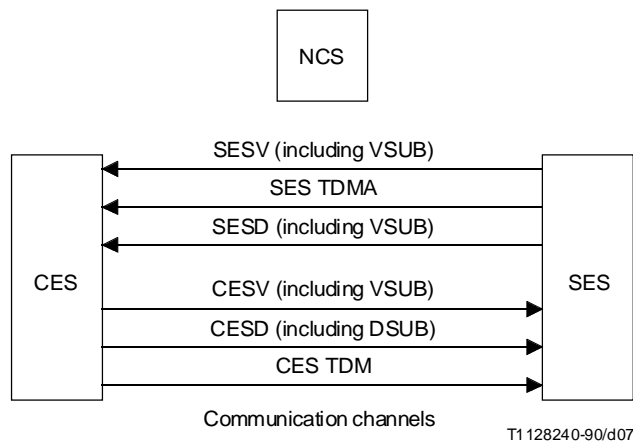 NCS
SESV (including VSUB)
SES TDMA
SESD (including VSUB)
CES
SES
CESV (including VSUB)
CESD (including DSUB)
CES TDM
Communication channels
T1128240-90/d07